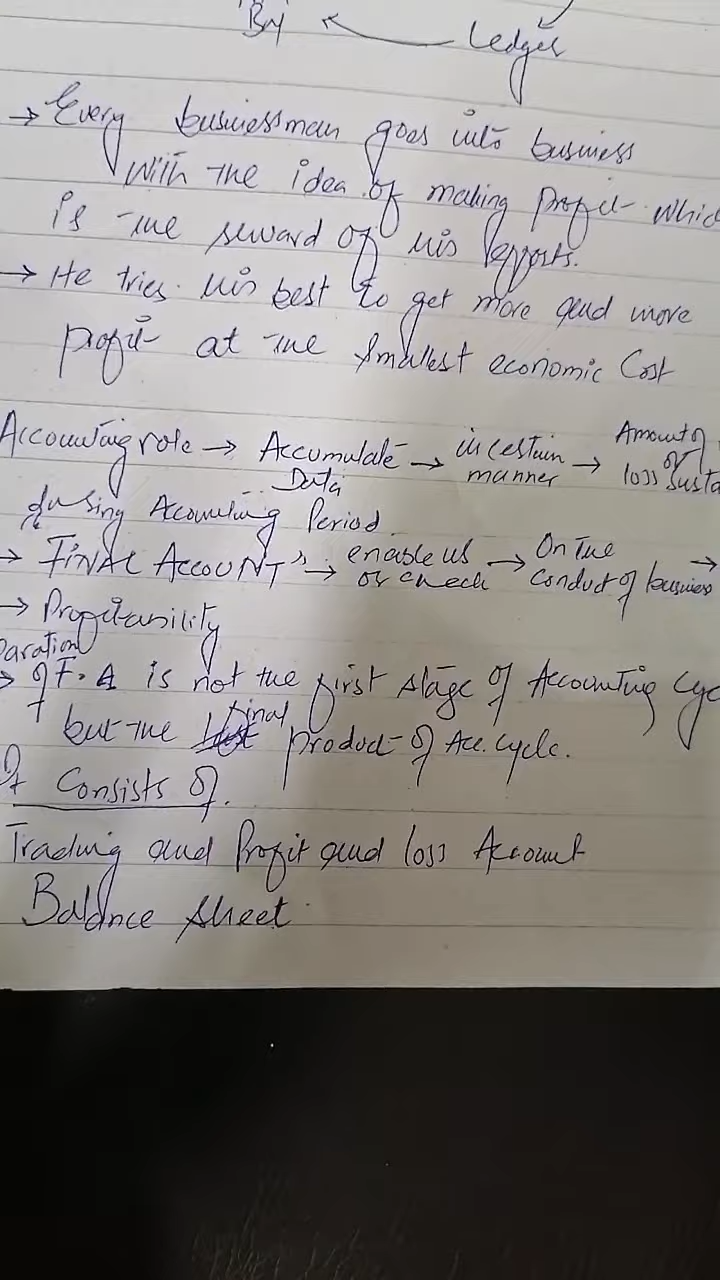 By ← Ledger
→ Every businessman goes into business
with the idea of making profit which
is the reward of his efforts.
→ He tries his best to get more and more
profit at the smallest economic Cost
Accounting role → Accumulate Data → in certain manner → Amount of or loss
during Accounting Period
→ FINAL ACCOUNT's → enable us or check → On the conduct of business →
→ Profitability
→ of F.A is not the first stage of Accounting
but the final product of Acc. cycle.
It Consists of.
Trading and Profit and loss Account
Balance sheet.